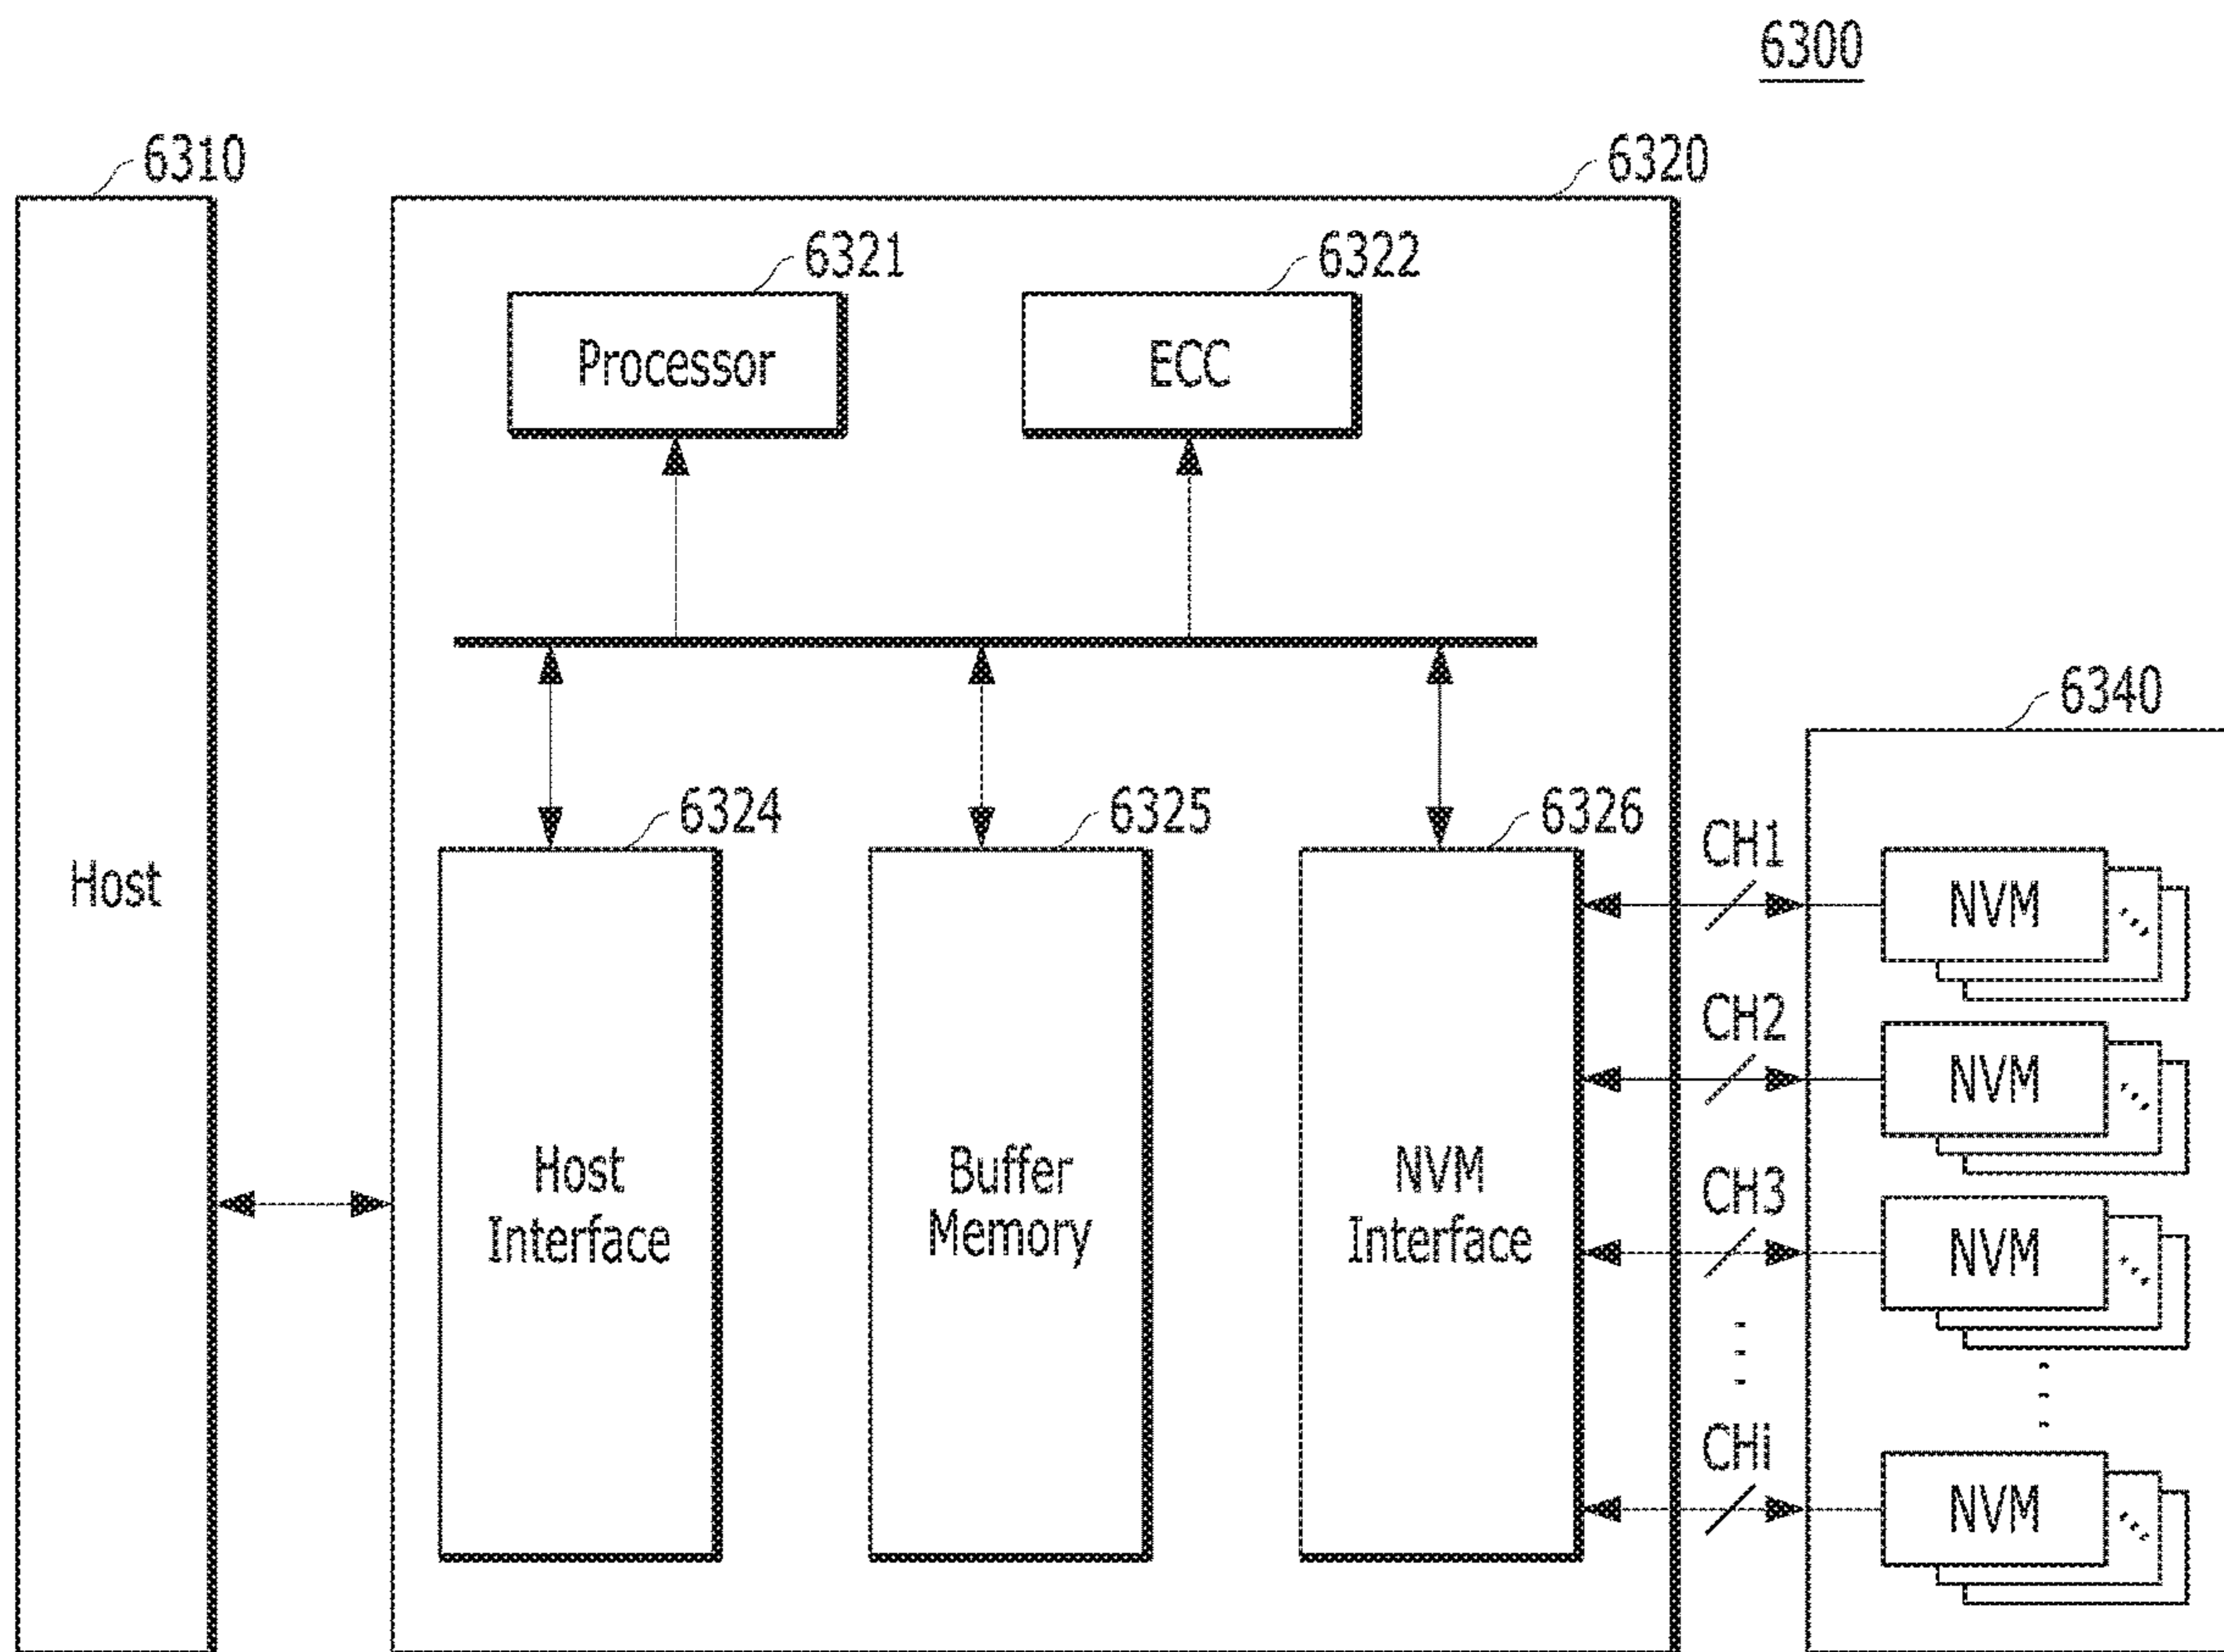 6300
6310
6320
6321
6322
Processor
ECC
6340
6324
6325
6326
CH1
Host
NVM
CH2
NVM
Host
Interface
Buffer
Memory
NVM
Interface
CH3
NVM
CHi
NVM